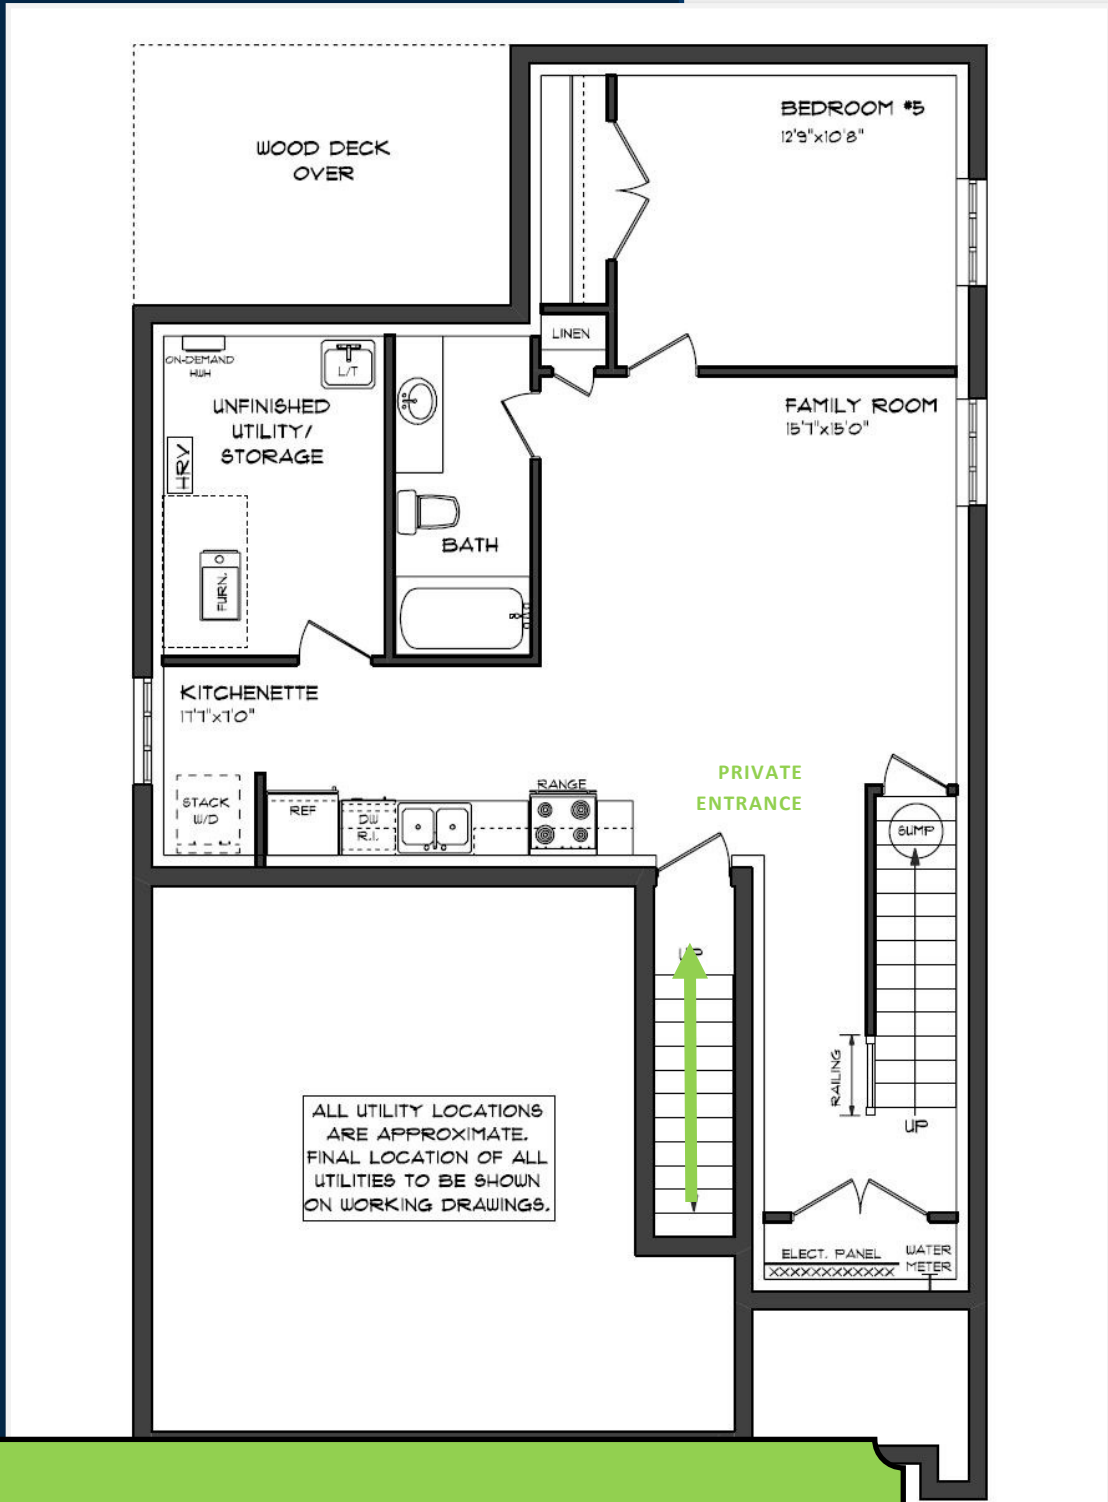 BEDROOM #5
12'9"x10'8"
WOOD DECK
OVER
LINEN
ON-DEMAND
HWH
L/T
UNFINISHED
UTILITY/
STORAGE
HRV
FURN.
BATH
FAMILY ROOM
15'7"x15'0"
KITCHENETTE
17'7"x7'0"
STACK
W/D
REF
DW
R.I.
RANGE
PRIVATE
ENTRANCE
SUMP
UP
RAILING
UP
ALL UTILITY LOCATIONS
ARE APPROXIMATE.
FINAL LOCATION OF ALL
UTILITIES TO BE SHOWN
ON WORKING DRAWINGS.
ELECT. PANEL
WATER
METER